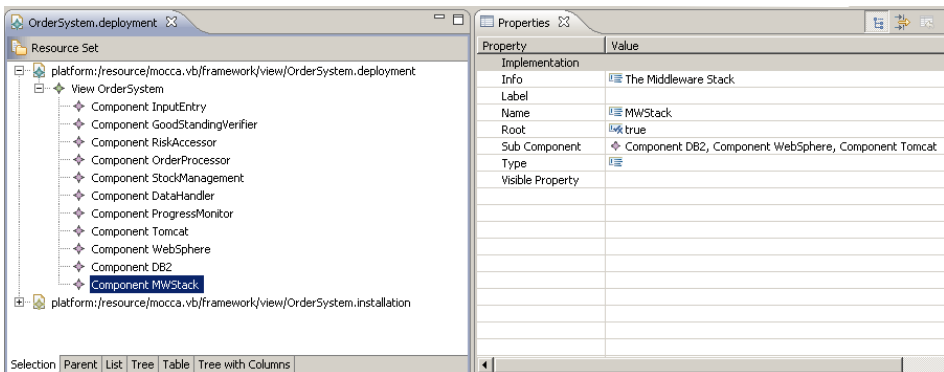 OrderSystem.deployment
Resource Set
platform:/resource/mocca.vb/framework/view/OrderSystem.deployment
View OrderSystem
Component InputEntry
Component GoodStandingVerifier
Component RiskAccessor
Component OrderProcessor
Component StockManagement
Component DataHandler
Component ProgressMonitor
Component Tomcat
Component WebSphere
Component DB2
Component MWStack
platform:/resource/mocca.vb/framework/view/OrderSystem.installation
Selection Parent List Tree Table Tree with Columns
Properties
Property Value
Implementation
Info The Middleware Stack
Label
Name MWStack
Root true
Sub Component Component DB2, Component WebSphere, Component Tomcat
Type
Visible Property